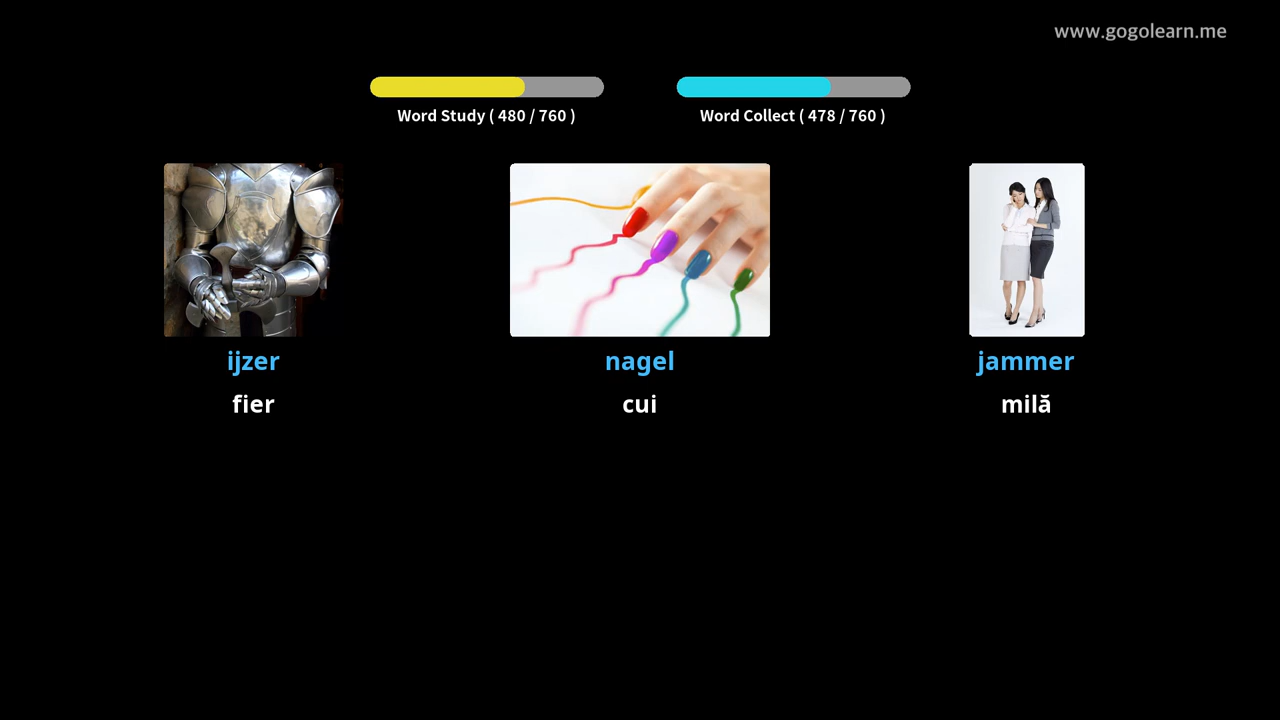 www.gogolearn.me
Word Study ( 480 / 760 )
Word Collect ( 478 / 760 )
ijzer
nagel
jammer
fier
cui
milă